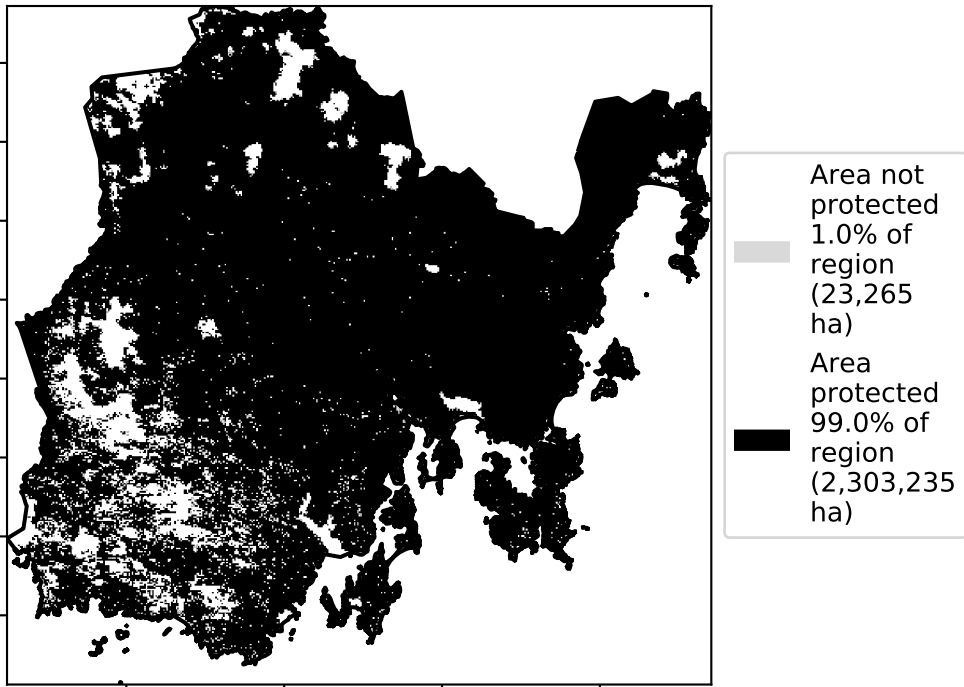 Area not
protected
1.0% of
region
(23,265
ha)
Area
protected
99.0% of
region
(2,303,235
ha)